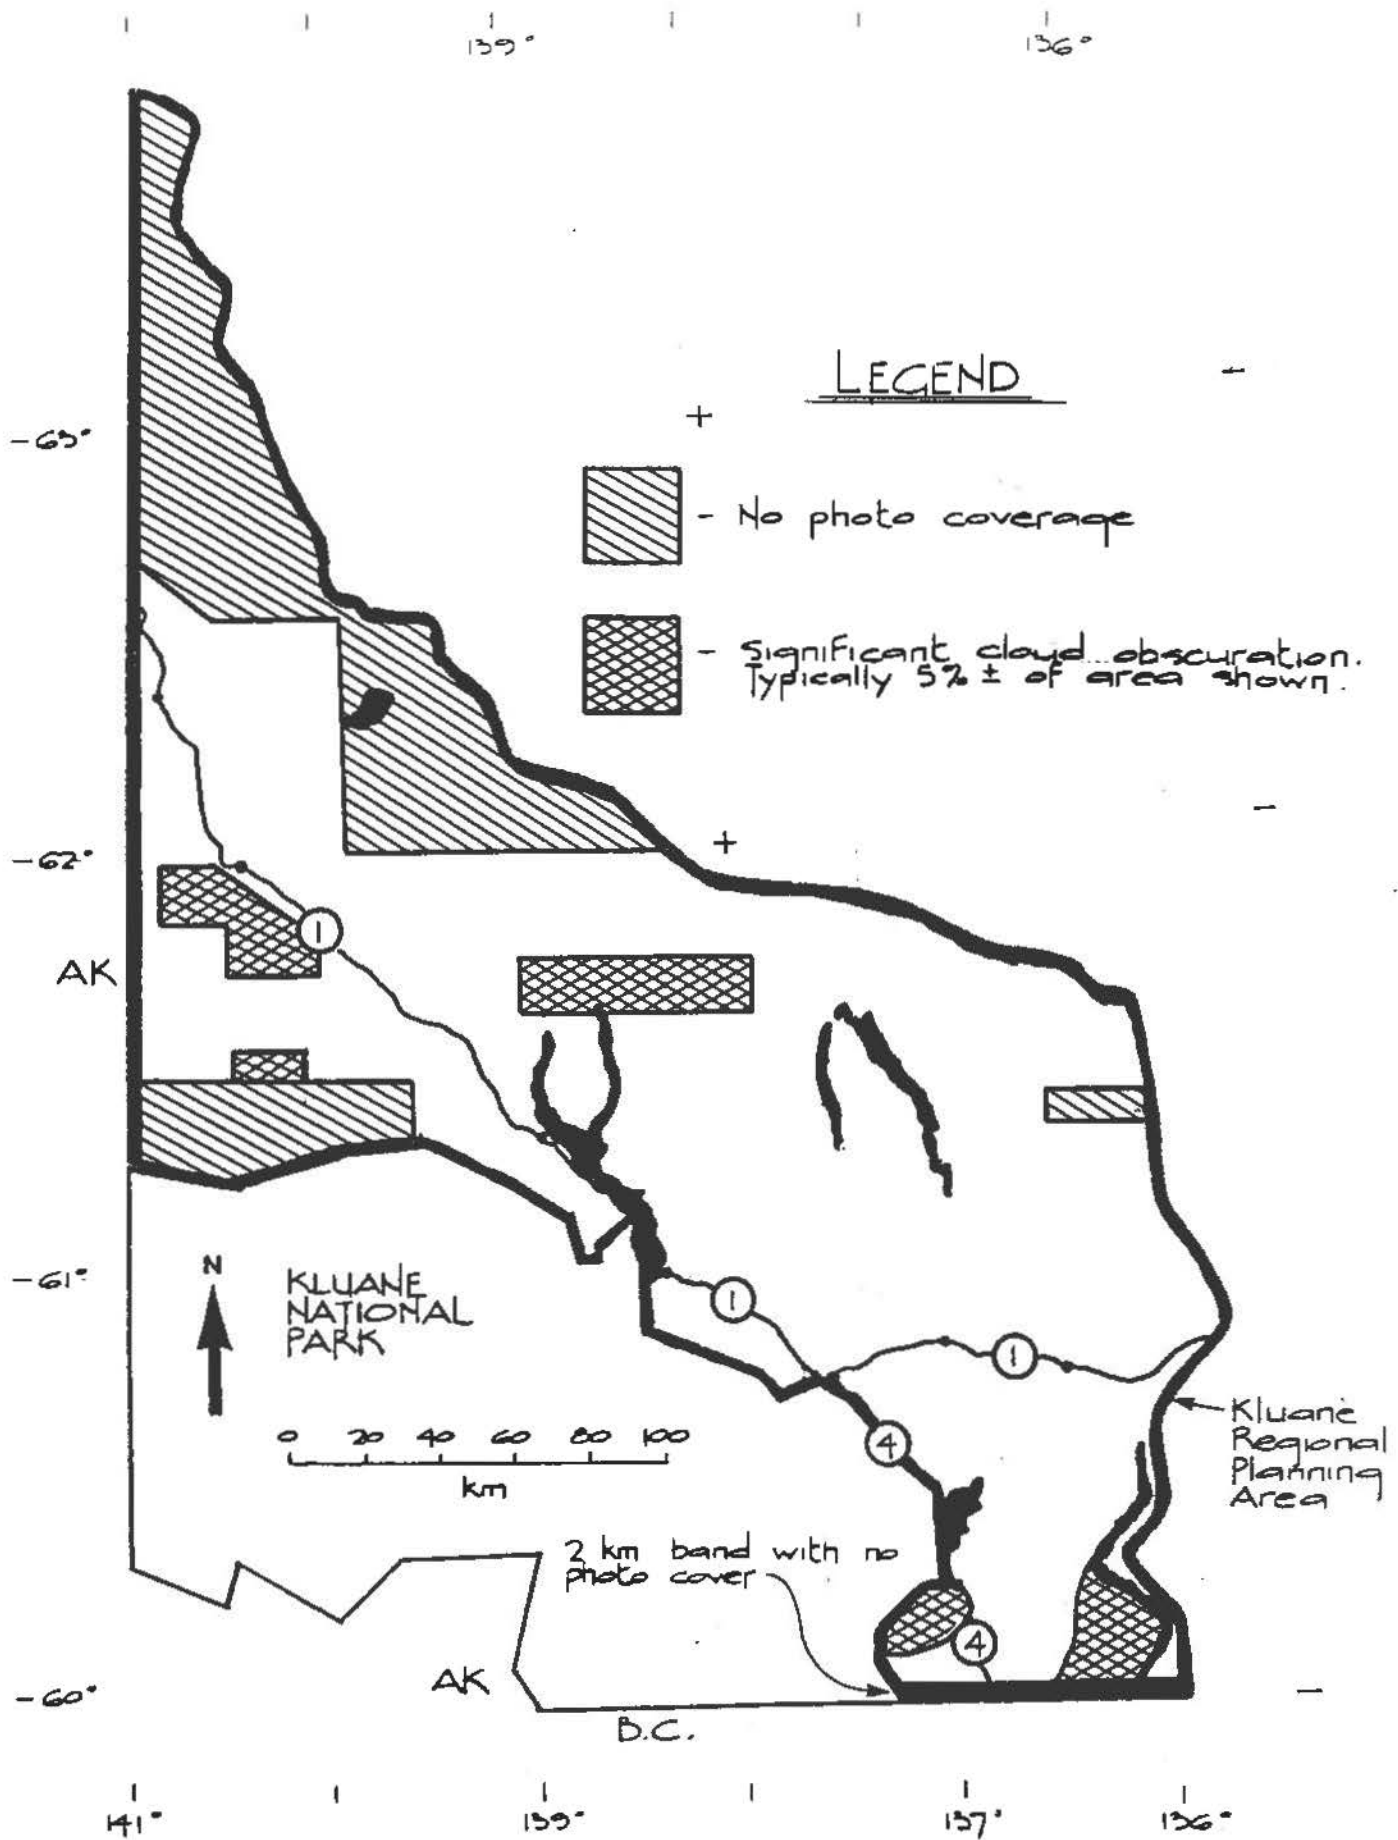 139° 136°
LEGEND
-63°
- No photo coverage
- Significant cloud obscuration.
Typically 5% ± of area shown.
-62°
1
AK
-61°
N
KLUANE
NATIONAL
PARK
1
1
0 20 40 60 80 100
km
4
Kluane
Regional
Planning
Area
2 km band with no
photo cover
4
AK
-60°
B.C.
141° 139° 137° 136°